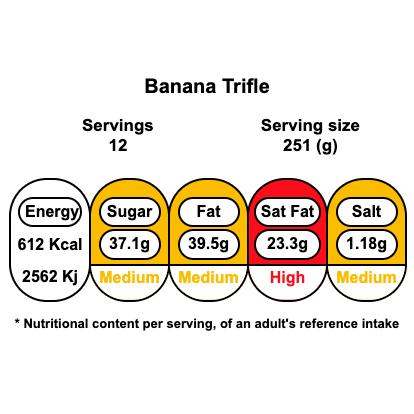 Banana Trifle
Servings
12
Serving size
251 (g)
Energy
612 Kcal
2562 Kj
Sugar
37.1g
Medium
Fat
39.5g
Medium
Sat Fat
23.3g
High
Salt
1.18g
Medium
* Nutritional content per serving, of an adult's reference intake